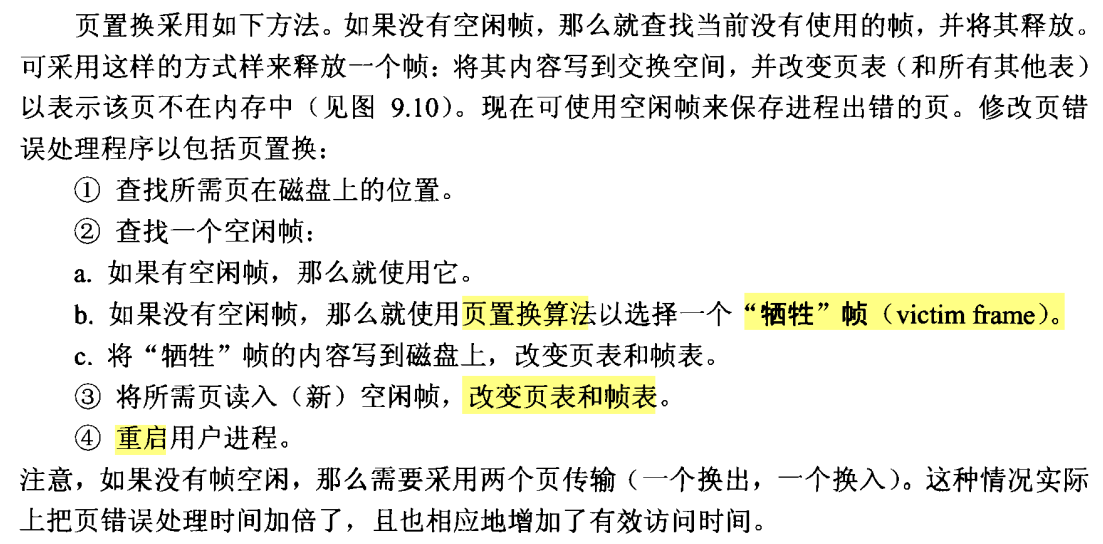 页置换采用如下方法。如果没有空闲帧，那么就查找当前没有使用的帧，并将其释放。
可采用这样的方式样来释放一个帧：将其内容写到交换空间，并改变页表（和所有其他表）
以表示该页不在内存中（见图 9.10）。现在可使用空闲帧来保存进程出错的页。修改页错
误处理程序以包括页置换：
① 查找所需页在磁盘上的位置。
② 查找一个空闲帧：
a. 如果有空闲帧，那么就使用它。
b. 如果没有空闲帧，那么就使用页置换算法以选择一个“牺牲”帧（victim frame）。
c. 将“牺牲”帧的内容写到磁盘上，改变页表和帧表。
③ 将所需页读入（新）空闲帧，改变页表和帧表。
④ 重启用户进程。
注意，如果没有帧空闲，那么需要采用两个页传输（一个换出，一个换入）。这种情况实际
上把页错误处理时间加倍了，且也相应地增加了有效访问时间。